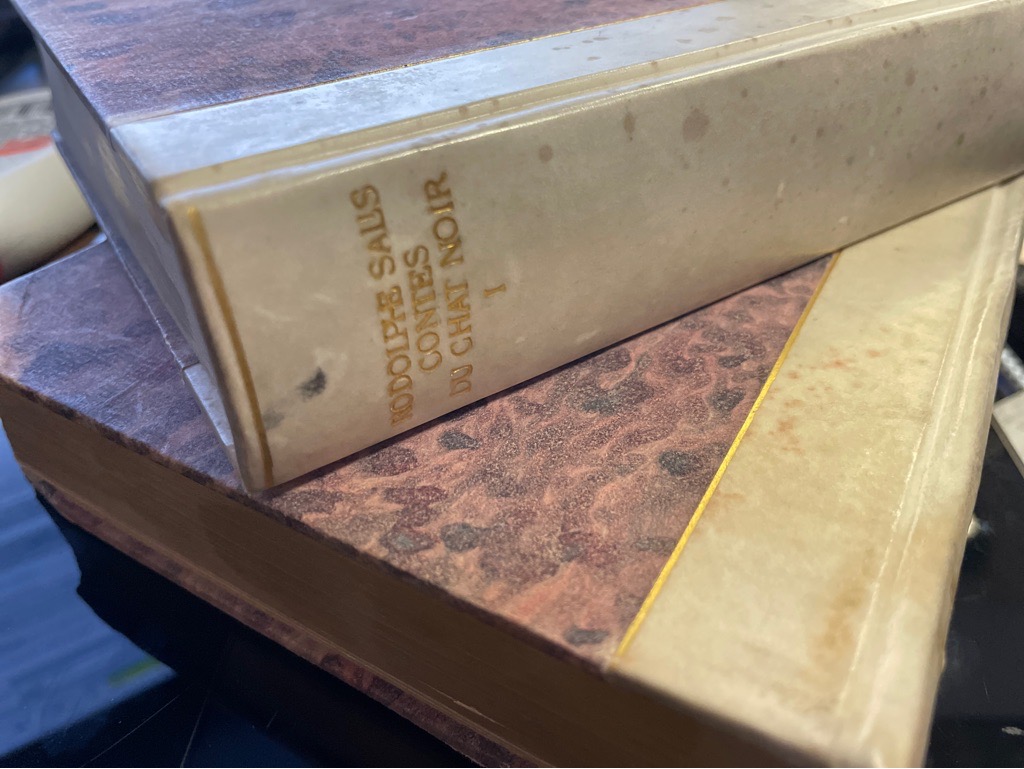 RODOLPHE SALIS
CONTES
DU CHAT NOIR
I